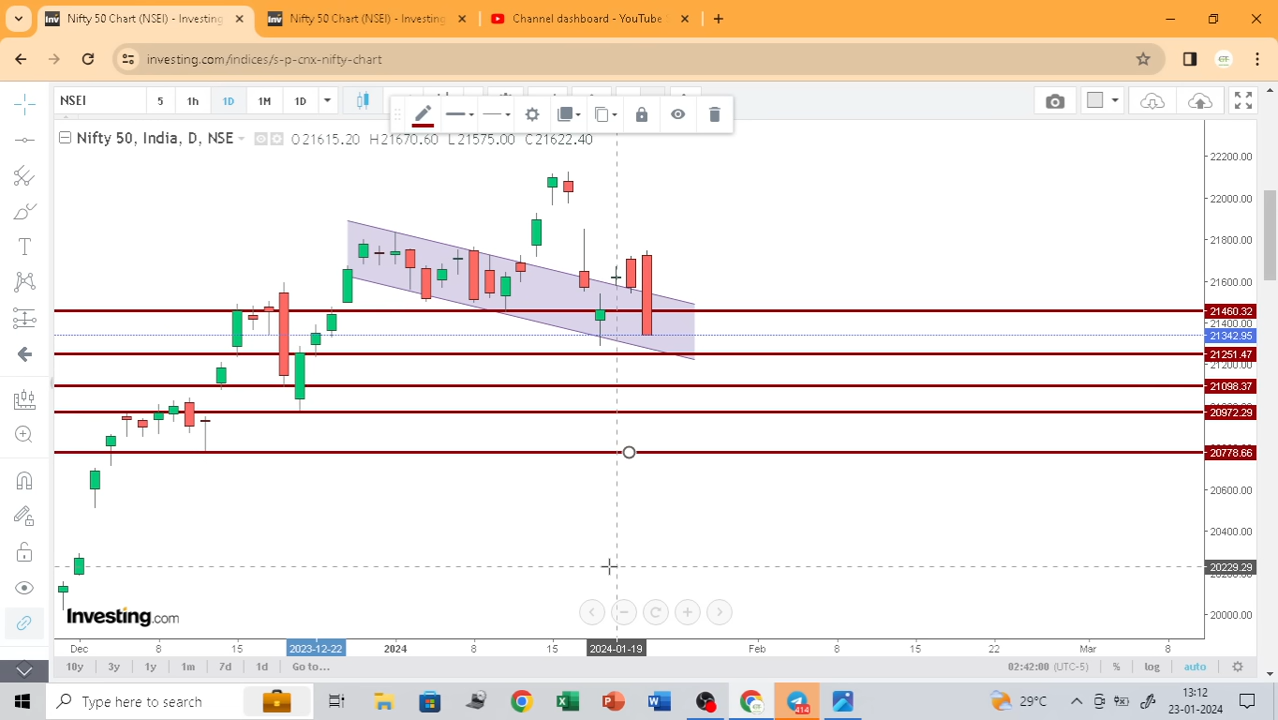 Nifty 50 Chart (NSEI) - Investing
Nifty 50 Chart (NSEI) - Investing
Channel dashboard - YouTube
investing.com/indices/s-p-cnx-nifty-chart
NSEI 5 1h 1D 1M 1D
Nifty 50, India, D, NSE O21615.20 H21670.60 L21575.00 C21622.40
22200.00
22000.00
21800.00
21600.00
21460.32
21400.00
21342.95
21251.47
21200.00
21098.37
20972.29
20778.66
20600.00
20400.00
20229.29
20000.00
Investing.com
Dec 8 15 2023-12-22 2024 8 15 2024-01-19 Feb 8 15 22 Mar 8
10y 3y 1y 1m 7d 1d Go to... 02:42:00 (UTC-5) % log auto
Type here to search 414 29°C 13:12
23-01-2024